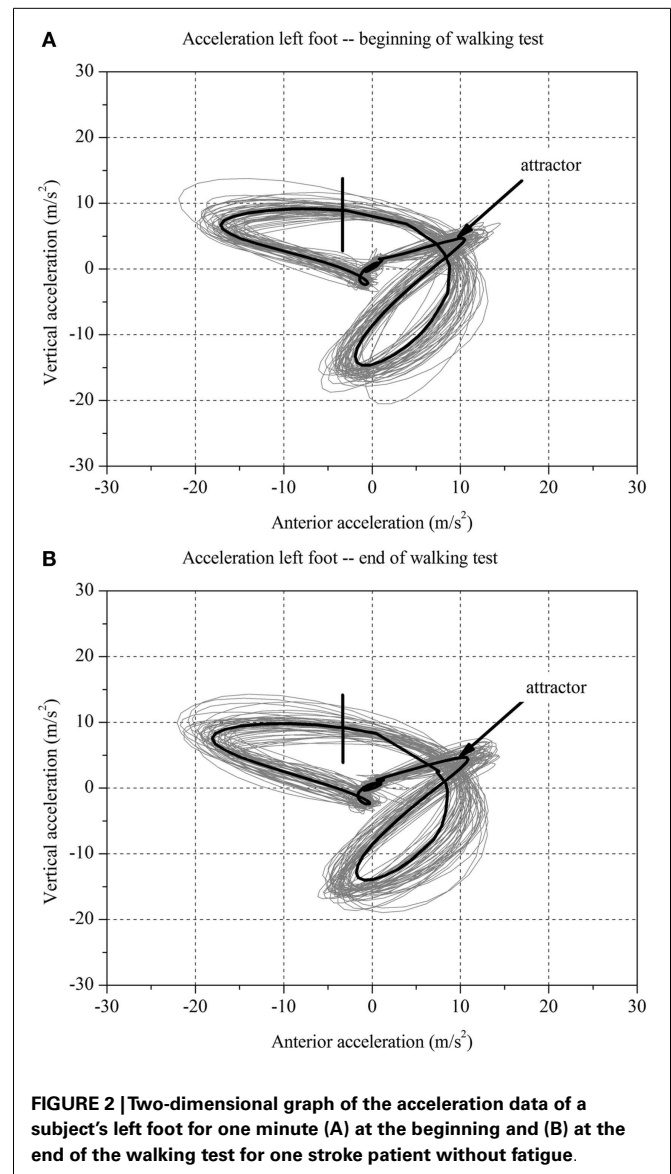 A
Acceleration left foot -- beginning of walking test
30
20
10
0
-10
-20
-30
Vertical acceleration (m/s²)
attractor
-30 -20 -10 0 10 20 30
Anterior acceleration (m/s²)
B
Acceleration left foot -- end of walking test
30
20
10
0
-10
-20
-30
Vertical acceleration (m/s²)
attractor
-30 -20 -10 0 10 20 30
Anterior acceleration (m/s²)
FIGURE 2 | Two-dimensional graph of the acceleration data of a
subject's left foot for one minute (A) at the beginning and (B) at the
end of the walking test for one stroke patient without fatigue.